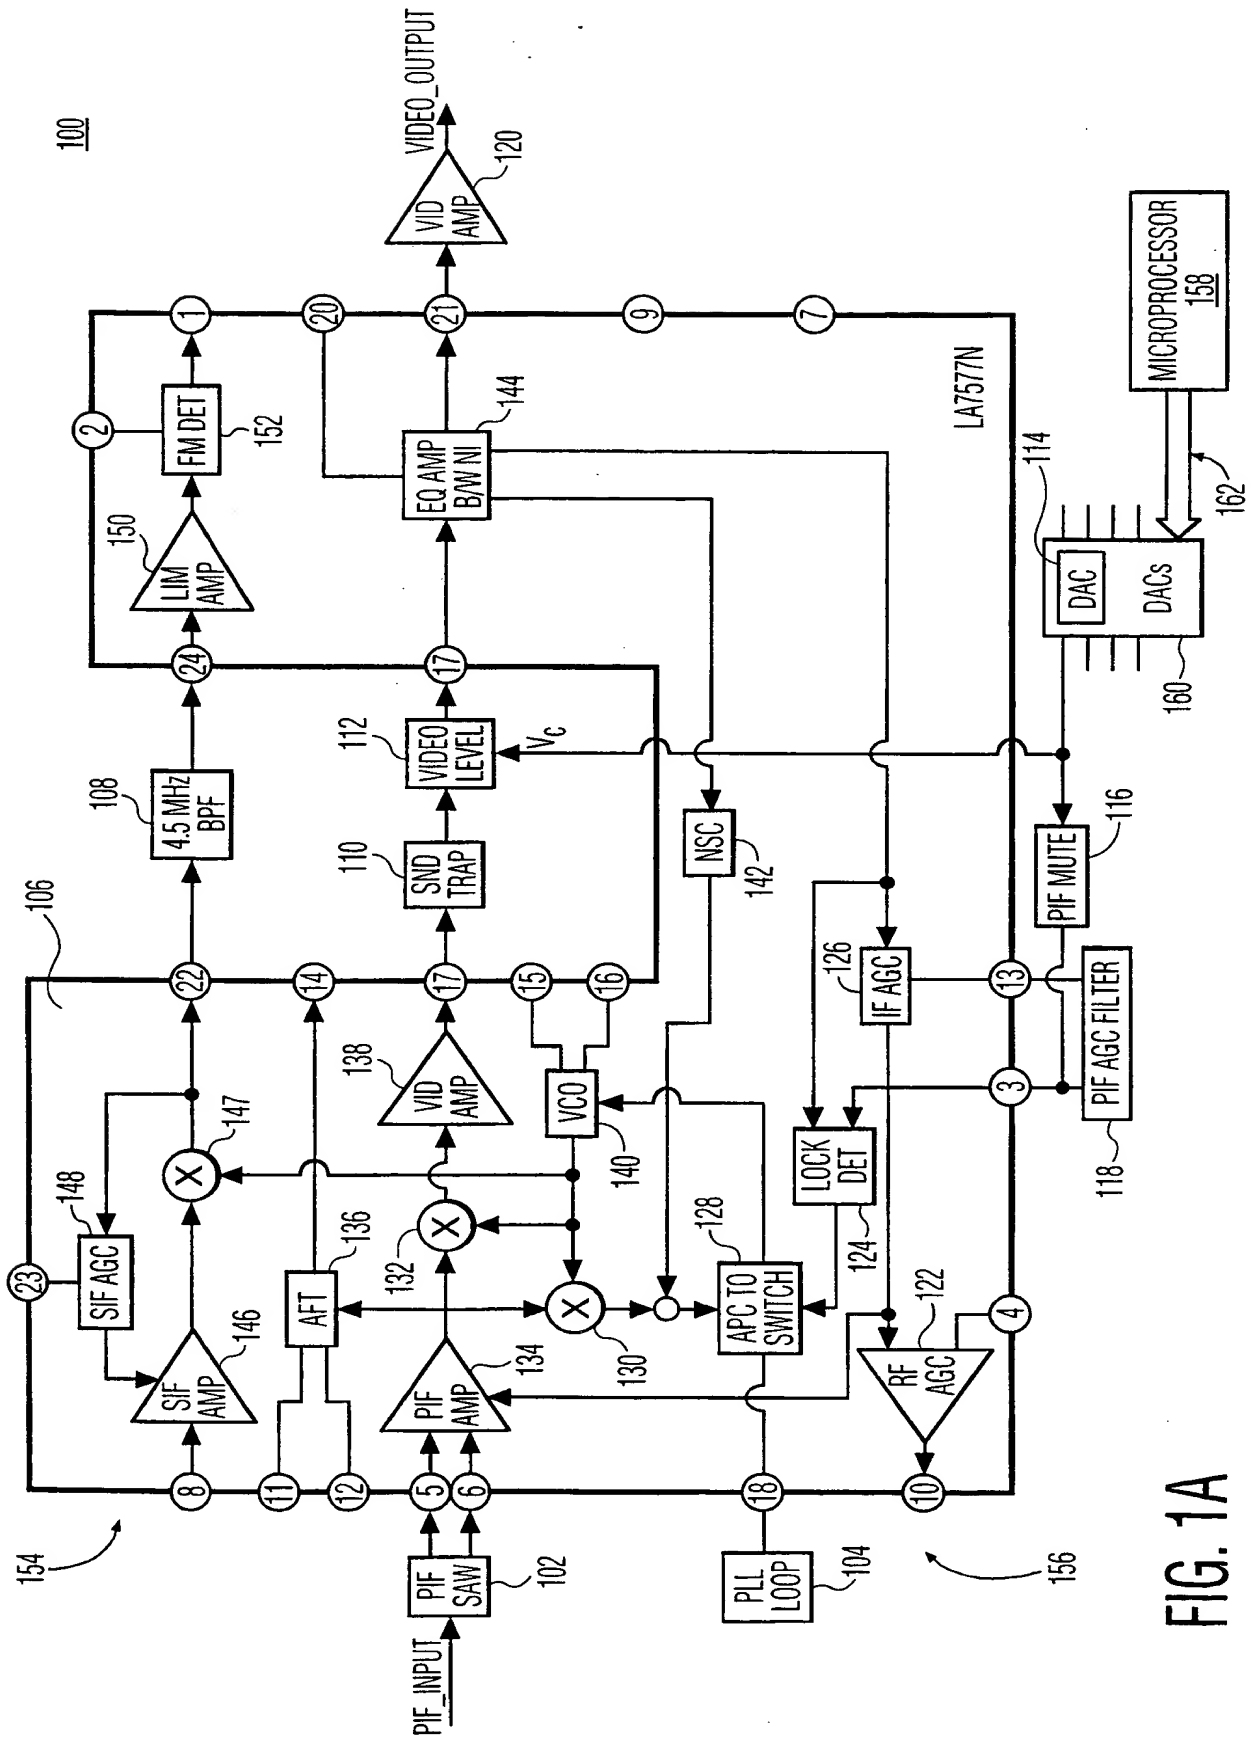 100
154
106
23
SIF AGC
148
8
SIF
AMP
146
X
147
22
4.5 MHz
BPF
108
24
LIM
AMP
150
2
FM DET
152
1
11
12
AFT
136
14
20
PIF_INPUT
PIF
SAW
102
5
6
PIF
AMP
134
X
132
VID
AMP
138
17
SND
TRAP
110
VIDEO
LEVEL
112
VC
17
EQ AMP
B/W NI
144
21
VID
AMP
120
VIDEO_OUTPUT
X
130
VCO
140
15
16
NSC
142
9
PLL
LOOP
104
18
APC TO
SWITCH
128
LOCK
DET
124
IF AGC
126
7
10
RF
AGC
122
4
3
13
LA7577N
156
PIF AGC FILTER
118
PIF MUTE
116
DAC
114
DACs
160
162
MICROPROCESSOR
158
FIG. 1A